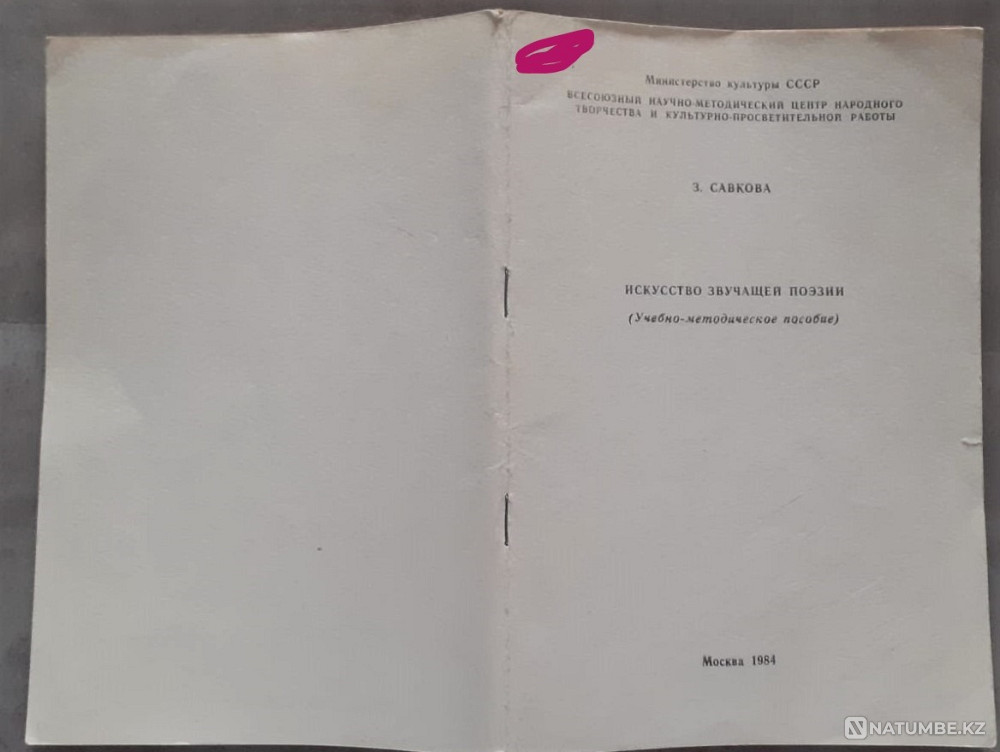 Министерство культуры СССР
ВСЕСОЮЗНЫЙ НАУЧНО-МЕТОДИЧЕСКИЙ ЦЕНТР НАРОДНОГО
ТВОРЧЕСТВА И КУЛЬТУРНО-ПРОСВЕТИТЕЛЬНОЙ РАБОТЫ
З. САВКОВА
ИСКУССТВО ЗВУЧАЩЕЙ ПОЭЗИИ
(Учебно-методическое пособие)
Москва 1984
NATUMBE.KZ